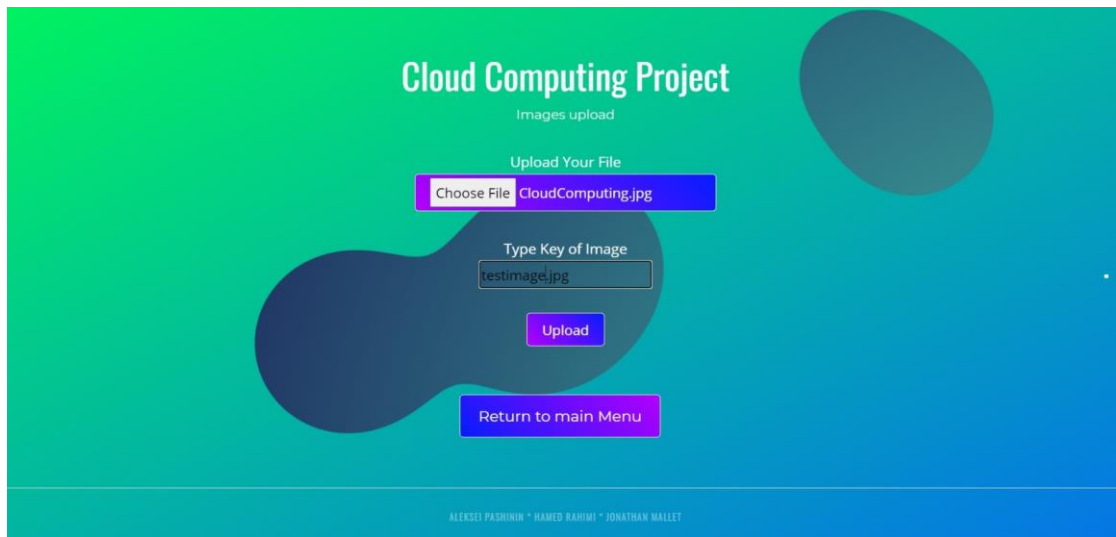 Cloud Computing Project
Images upload
Upload Your File
Choose File CloudComputing.jpg
Type Key of Image
testimage.jpg
Upload
Return to main Menu
ALEKSEI PASHININ * HAMED RAHIMI * JONATHAN MALLET